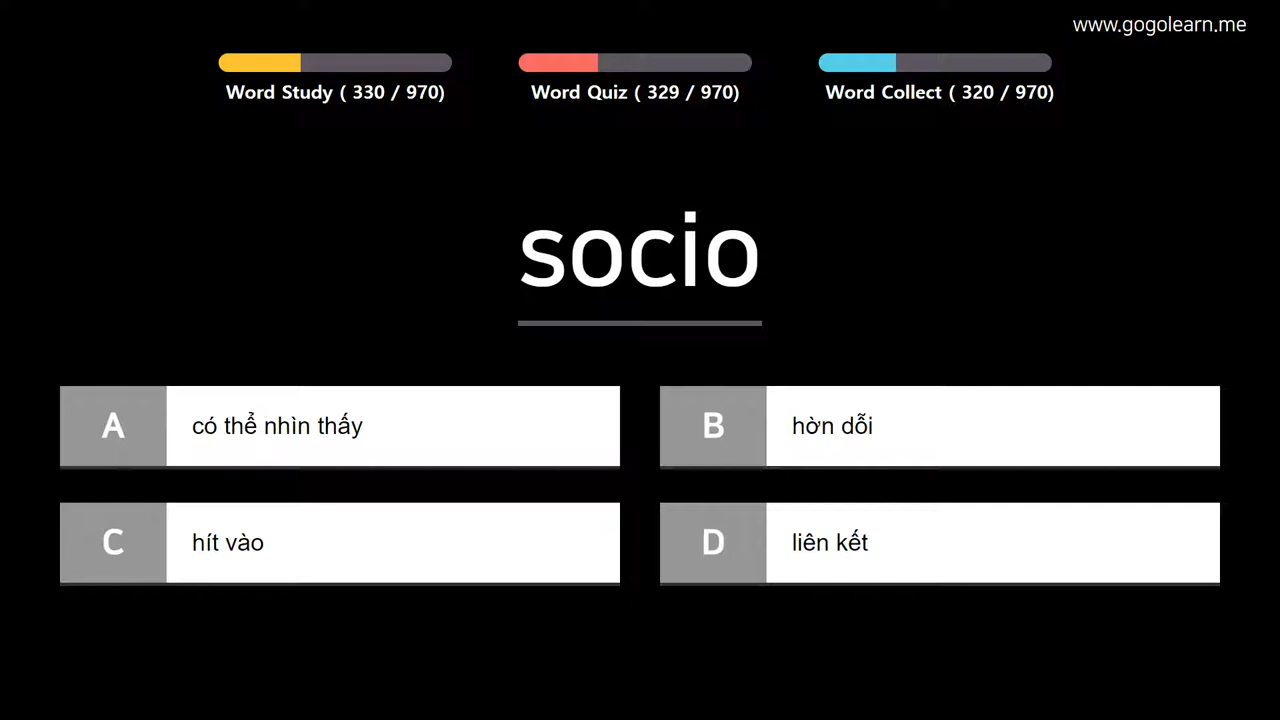 www.gogolearn.me
Word Study ( 330 / 970)
Word Quiz ( 329 / 970)
Word Collect ( 320 / 970)
socio
A có thể nhìn thấy
B hờn dỗi
C hít vào
D liên kết